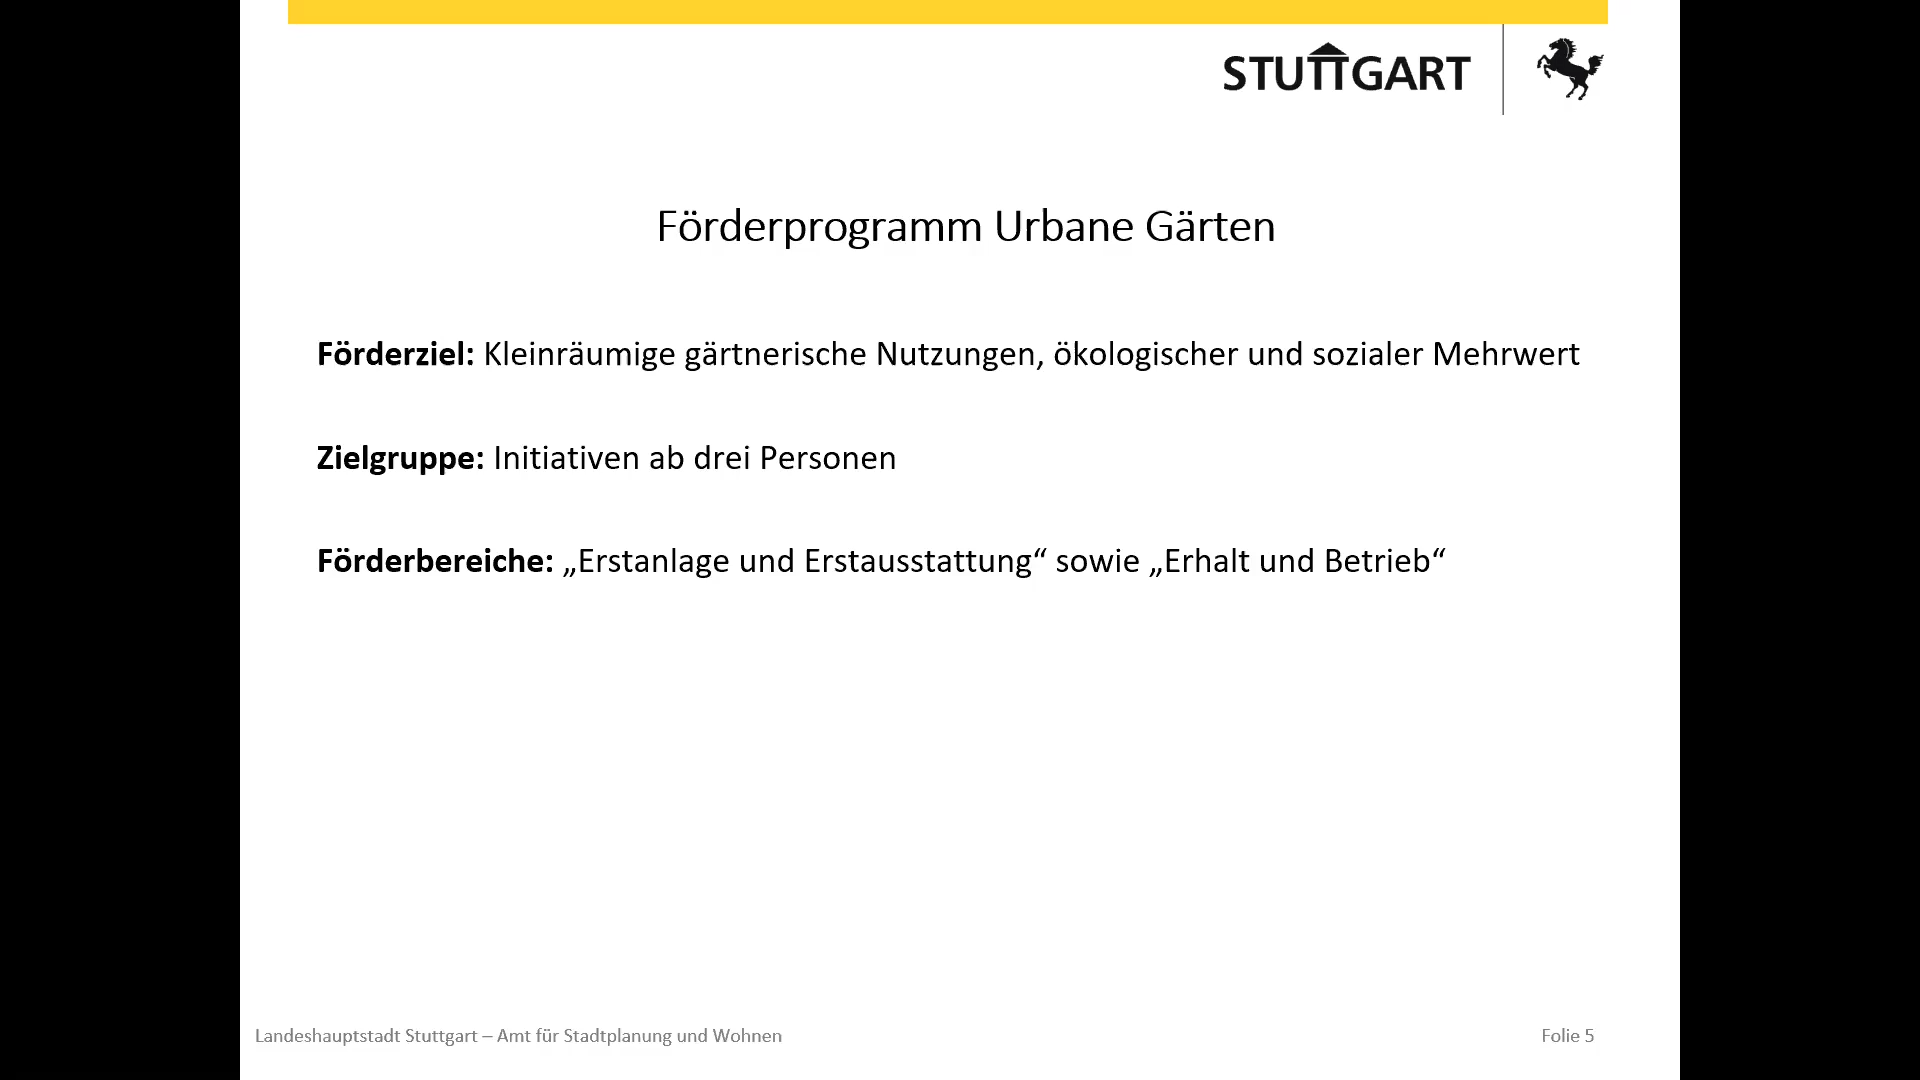 STUTTGART
Förderprogramm Urbane Gärten
Förderziel: Kleinräumige gärtnerische Nutzungen, ökologischer und sozialer Mehrwert
Zielgruppe: Initiativen ab drei Personen
Förderbereiche: „Erstanlage und Erstausstattung“ sowie „Erhalt und Betrieb“
Landeshauptstadt Stuttgart – Amt für Stadtplanung und Wohnen
Folie 5